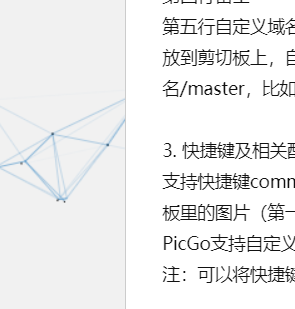 第五行自定义域名
放到剪切板上，自
名/master，比如
3. 快捷键及相关配
支持快捷键comm
板里的图片（第一
PicGo支持自定义
注：可以将快捷键